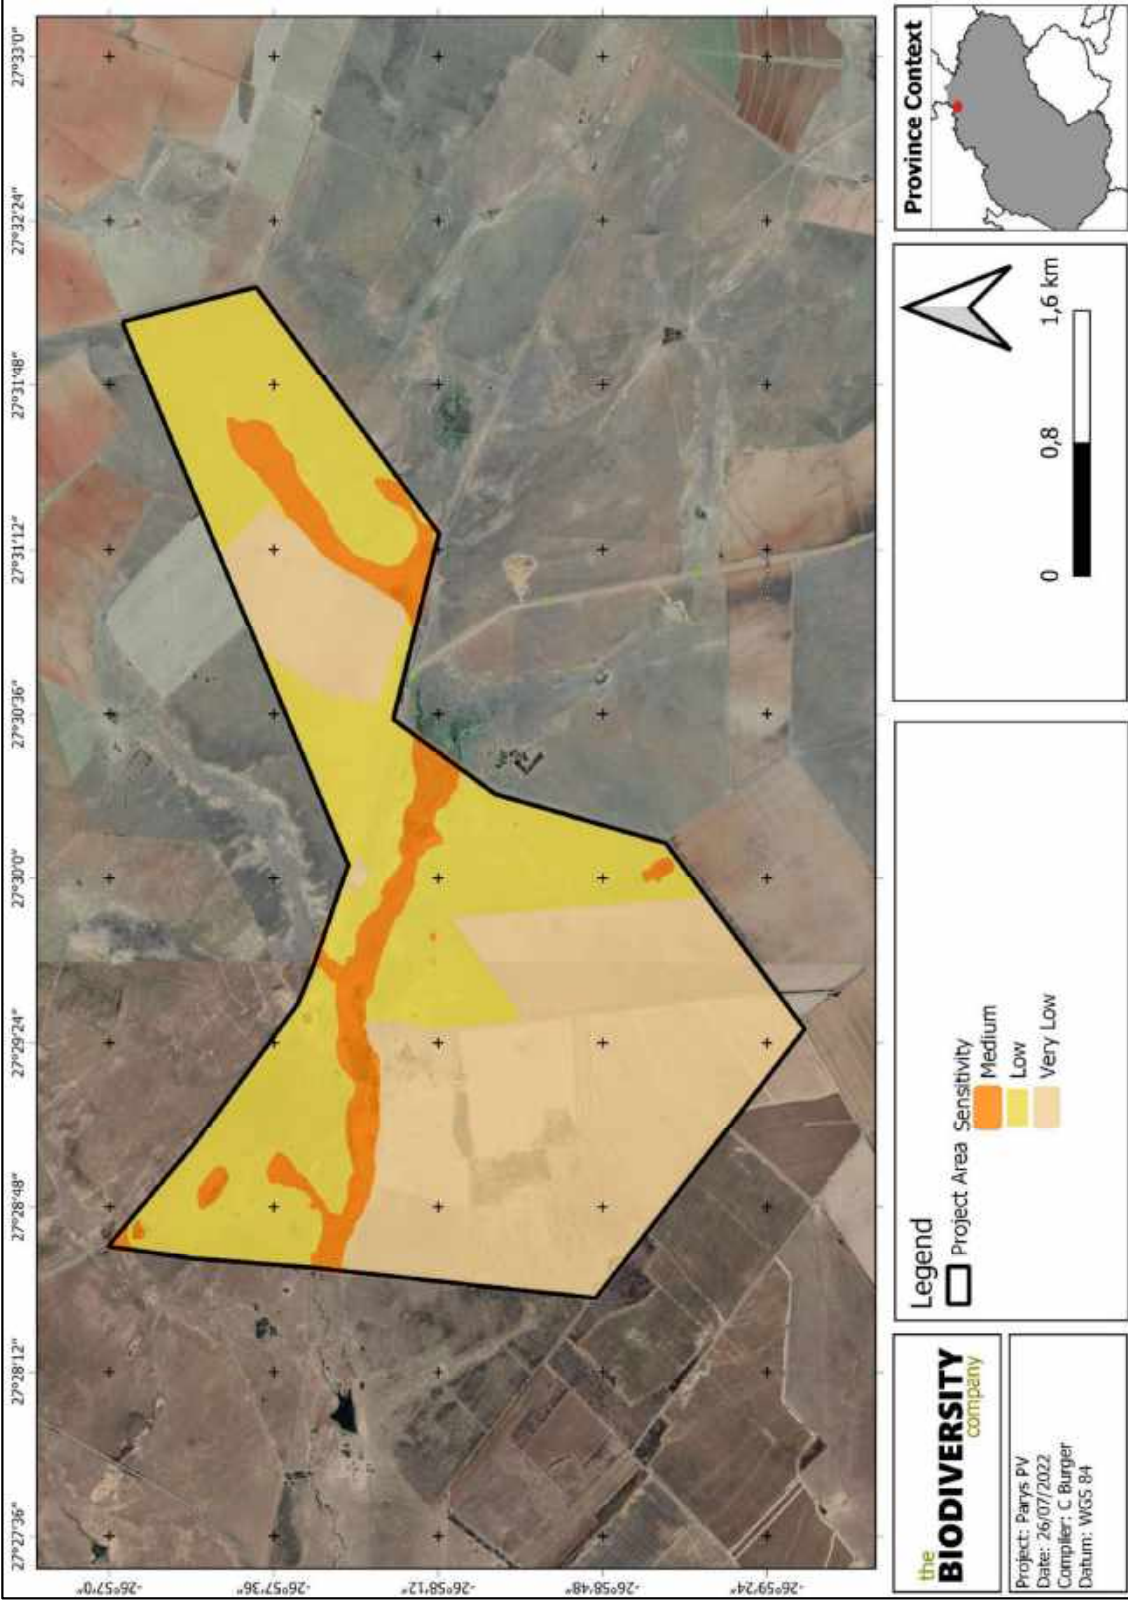 27°27'36"
27°28'12"
27°28'48"
27°29'24"
27°30'0"
27°30'36"
27°31'12"
27°31'48"
27°32'24"
27°33'0"
-26°57'0"
-26°57'36"
-26°58'12"
-26°58'48"
-26°59'24"
the
BIODIVERSITY
company
Project: Parys PV
Date: 26/07/2022
Compiler: C Burger
Datum: WGS 84
Legend
Project Area
Sensitivity
Medium
Low
Very Low
0
0,8
1,6 km
Province Context